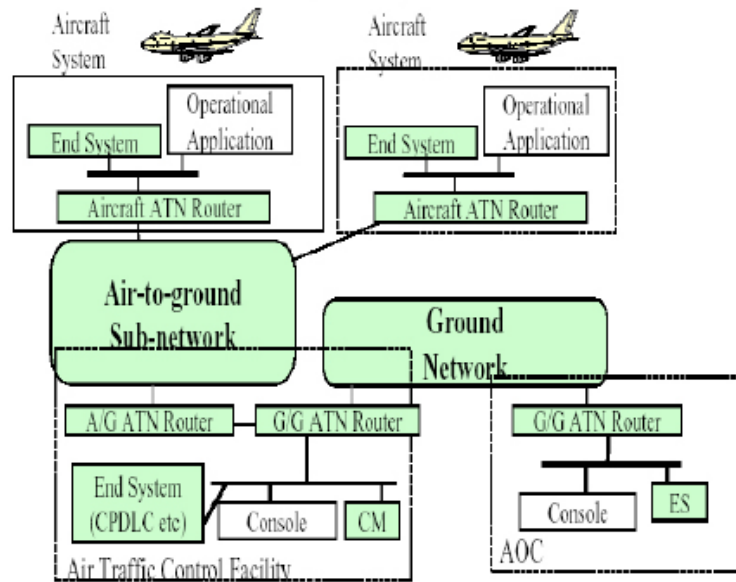 Aircraft
System
Aircraft
System
Operational
Application
End System
Aircraft ATN Router
Operational
Application
End System
Aircraft ATN Router
Air-to-ground
Sub-network
Ground
Network
A/G ATN Router
G/G ATN Router
G/G ATN Router
End System
(CPDLC etc)
Console
CM
Console
ES
Air Traffic Control Facility
AOC